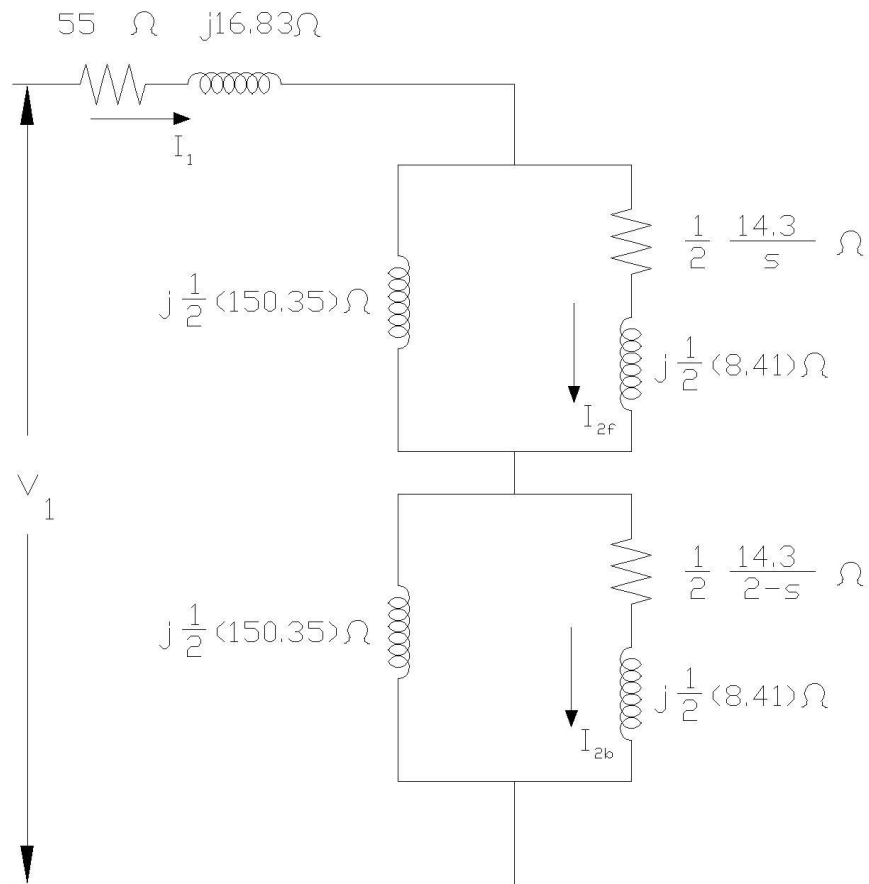 55 Ω j16.83Ω
I₁
1/2 14.3/s Ω
j 1/2 (150.35)Ω
j 1/2 (8.41)Ω
I₂f
V₁
1/2 14.3/2-s Ω
j 1/2 (150.35)Ω
j 1/2 (8.41)Ω
I₂b